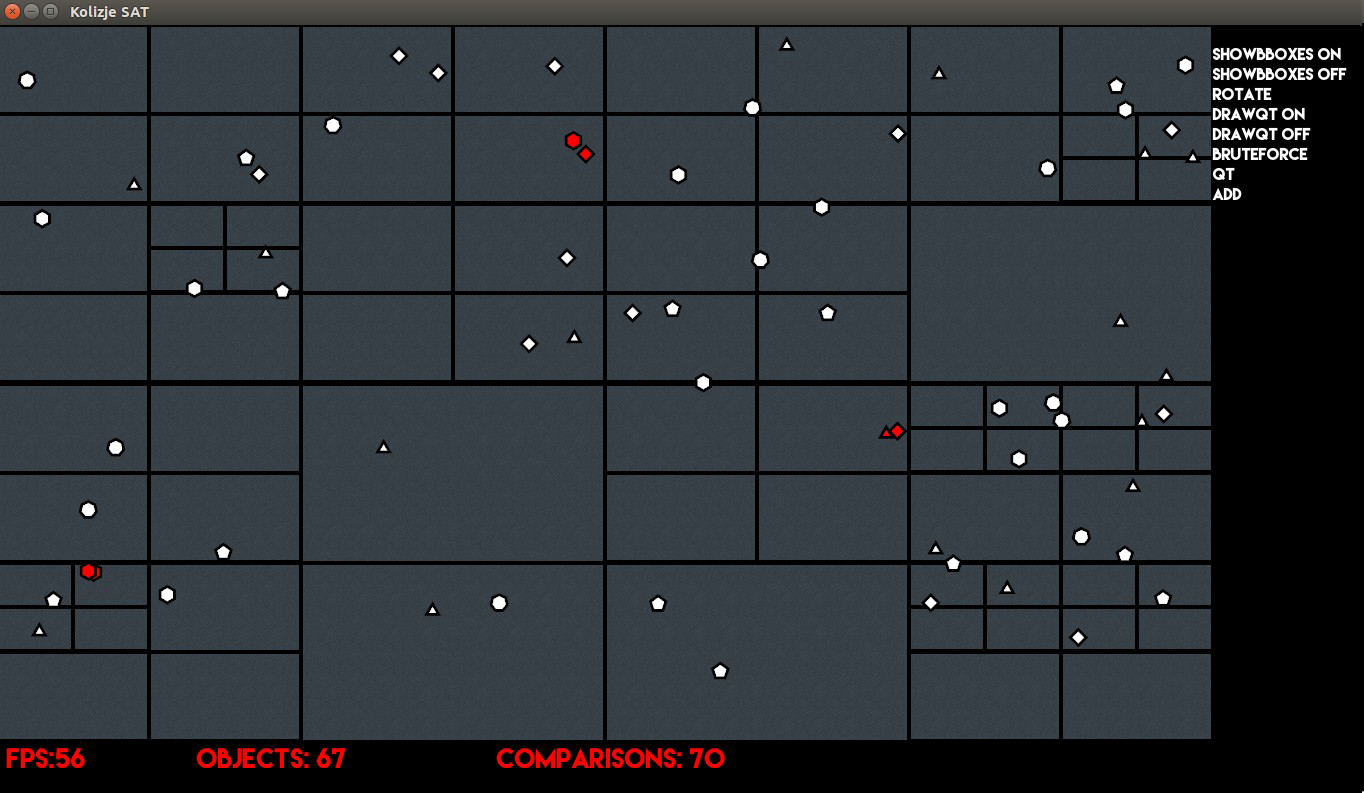 Kolizje SAT
SHOWBBOXES ON
SHOWBBOXES OFF
ROTATE
DRAWQT ON
DRAWQT OFF
BRUTEFORCE
QT
ADD
FPS:56 OBJECTS: 67 COMPARISONS: 70